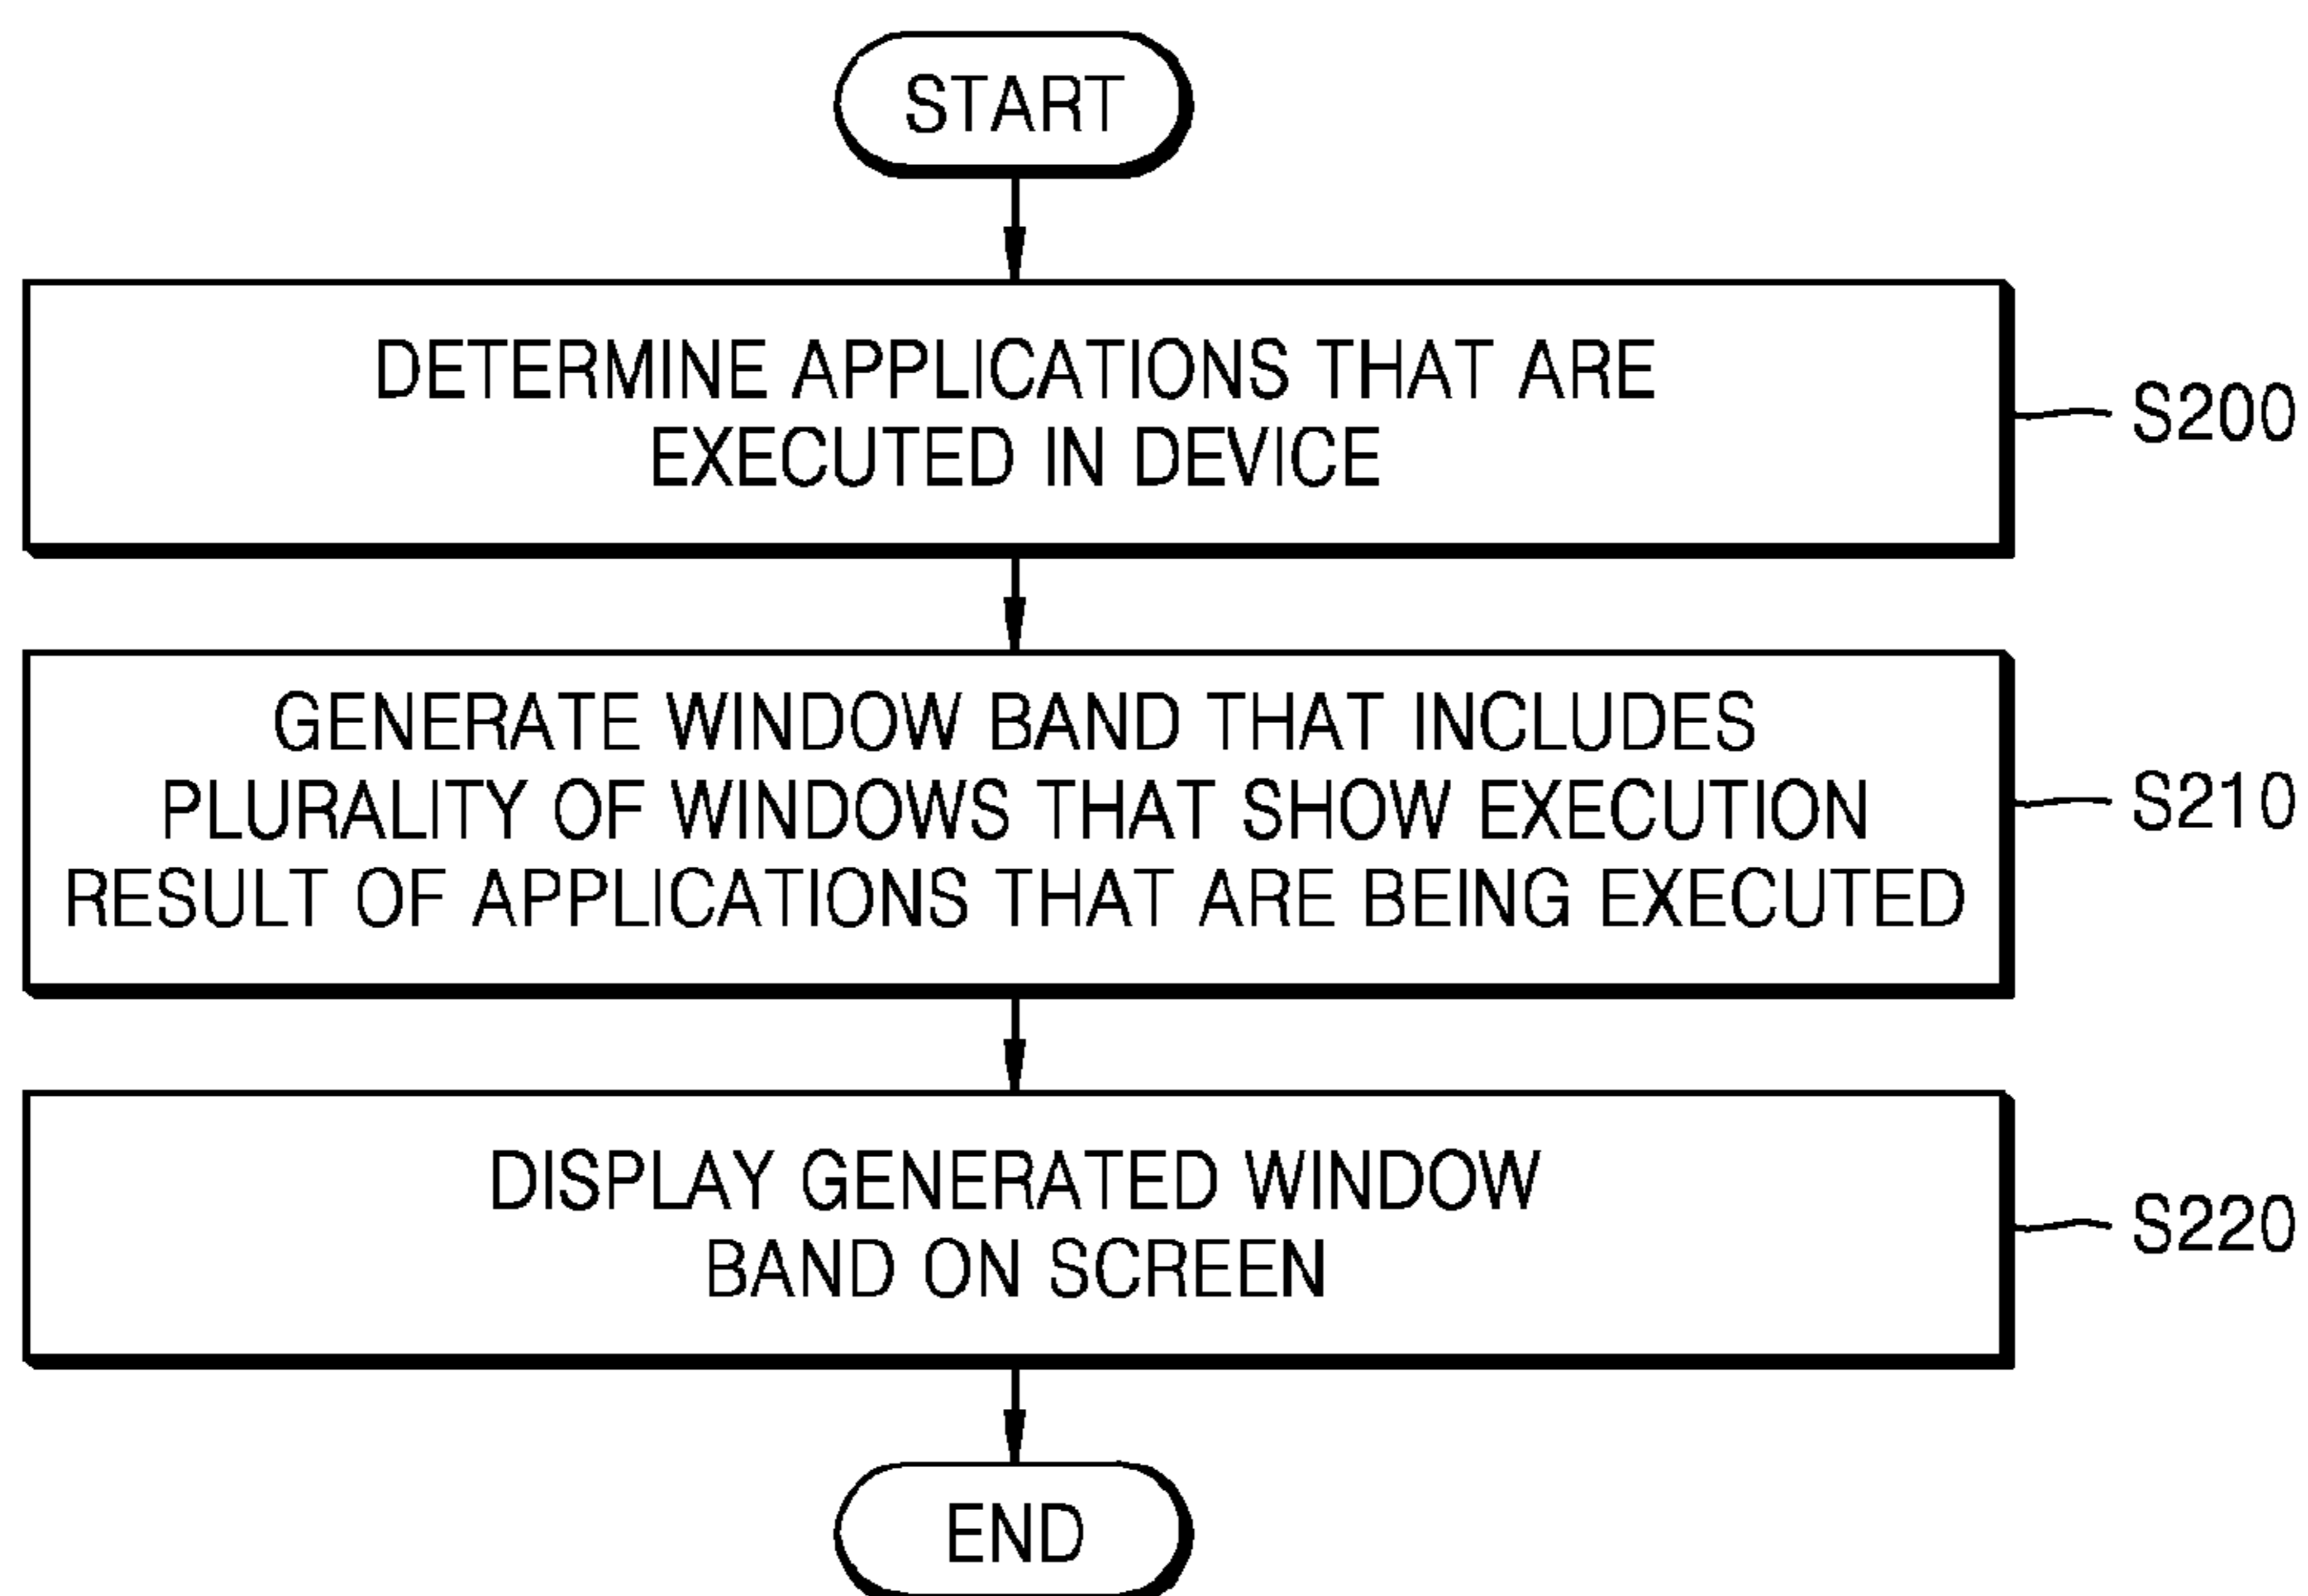 START
DETERMINE APPLICATIONS THAT ARE
EXECUTED IN DEVICE
S200
GENERATE WINDOW BAND THAT INCLUDES
PLURALITY OF WINDOWS THAT SHOW EXECUTION
RESULT OF APPLICATIONS THAT ARE BEING EXECUTED
S210
DISPLAY GENERATED WINDOW
BAND ON SCREEN
S220
END